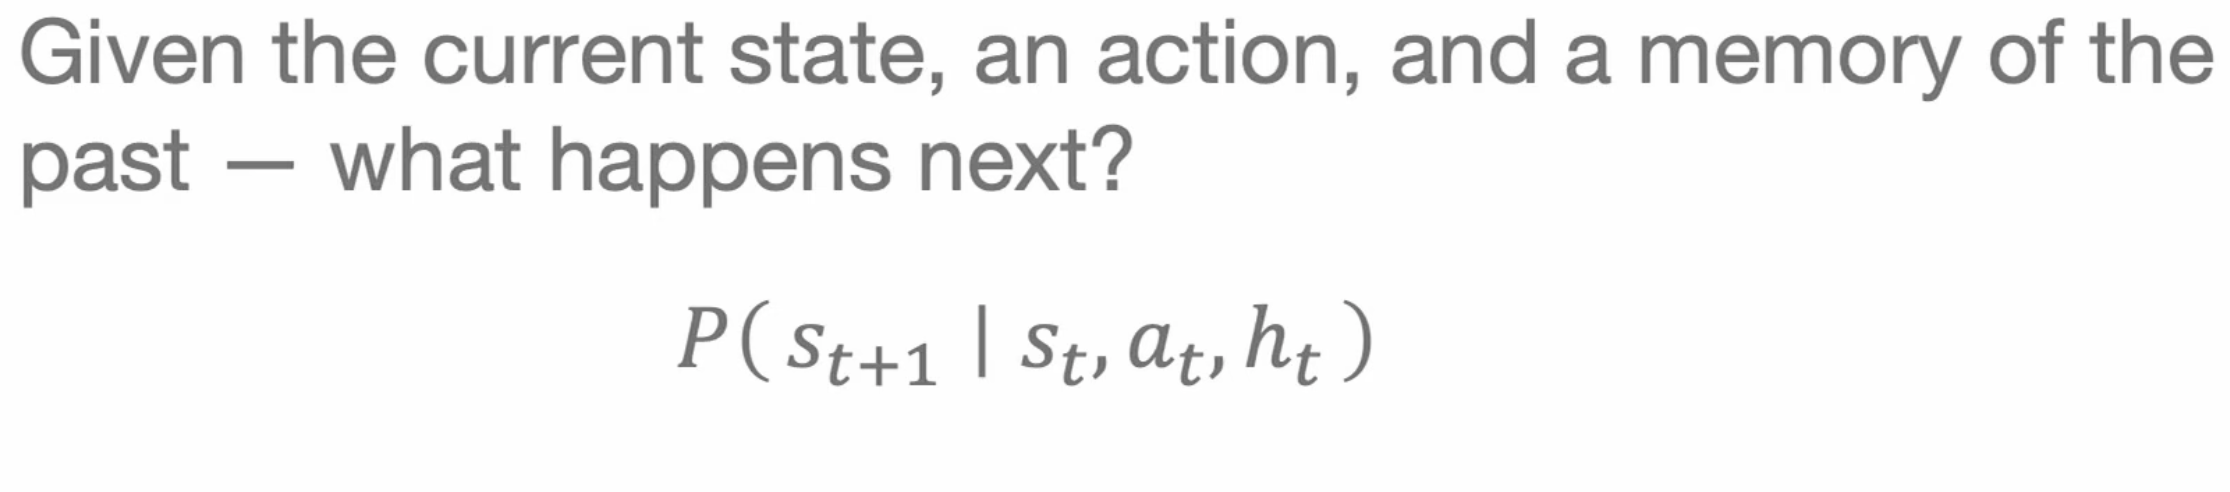 Given the current state, an action, and a memory of the
past — what happens next?
P( s_{t+1} | s_t, a_t, h_t )